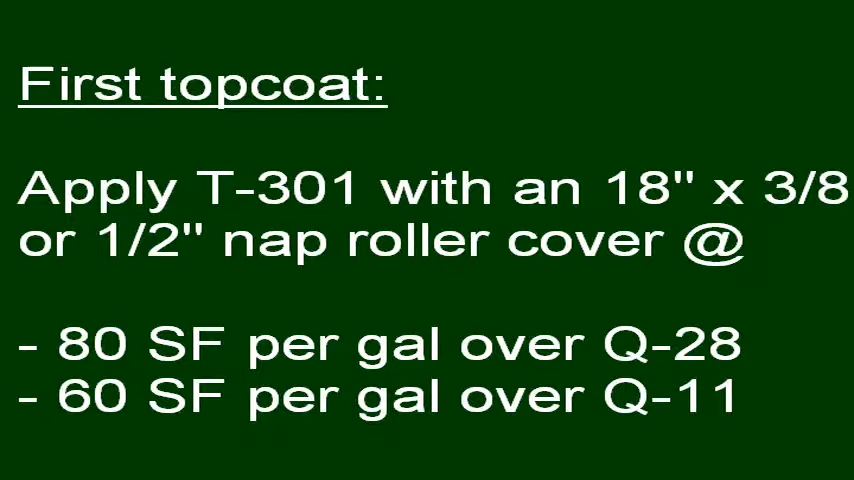 First topcoat:
Apply T-301 with an 18" x 3/8
or 1/2" nap roller cover @
- 80 SF per gal over Q-28
- 60 SF per gal over Q-11